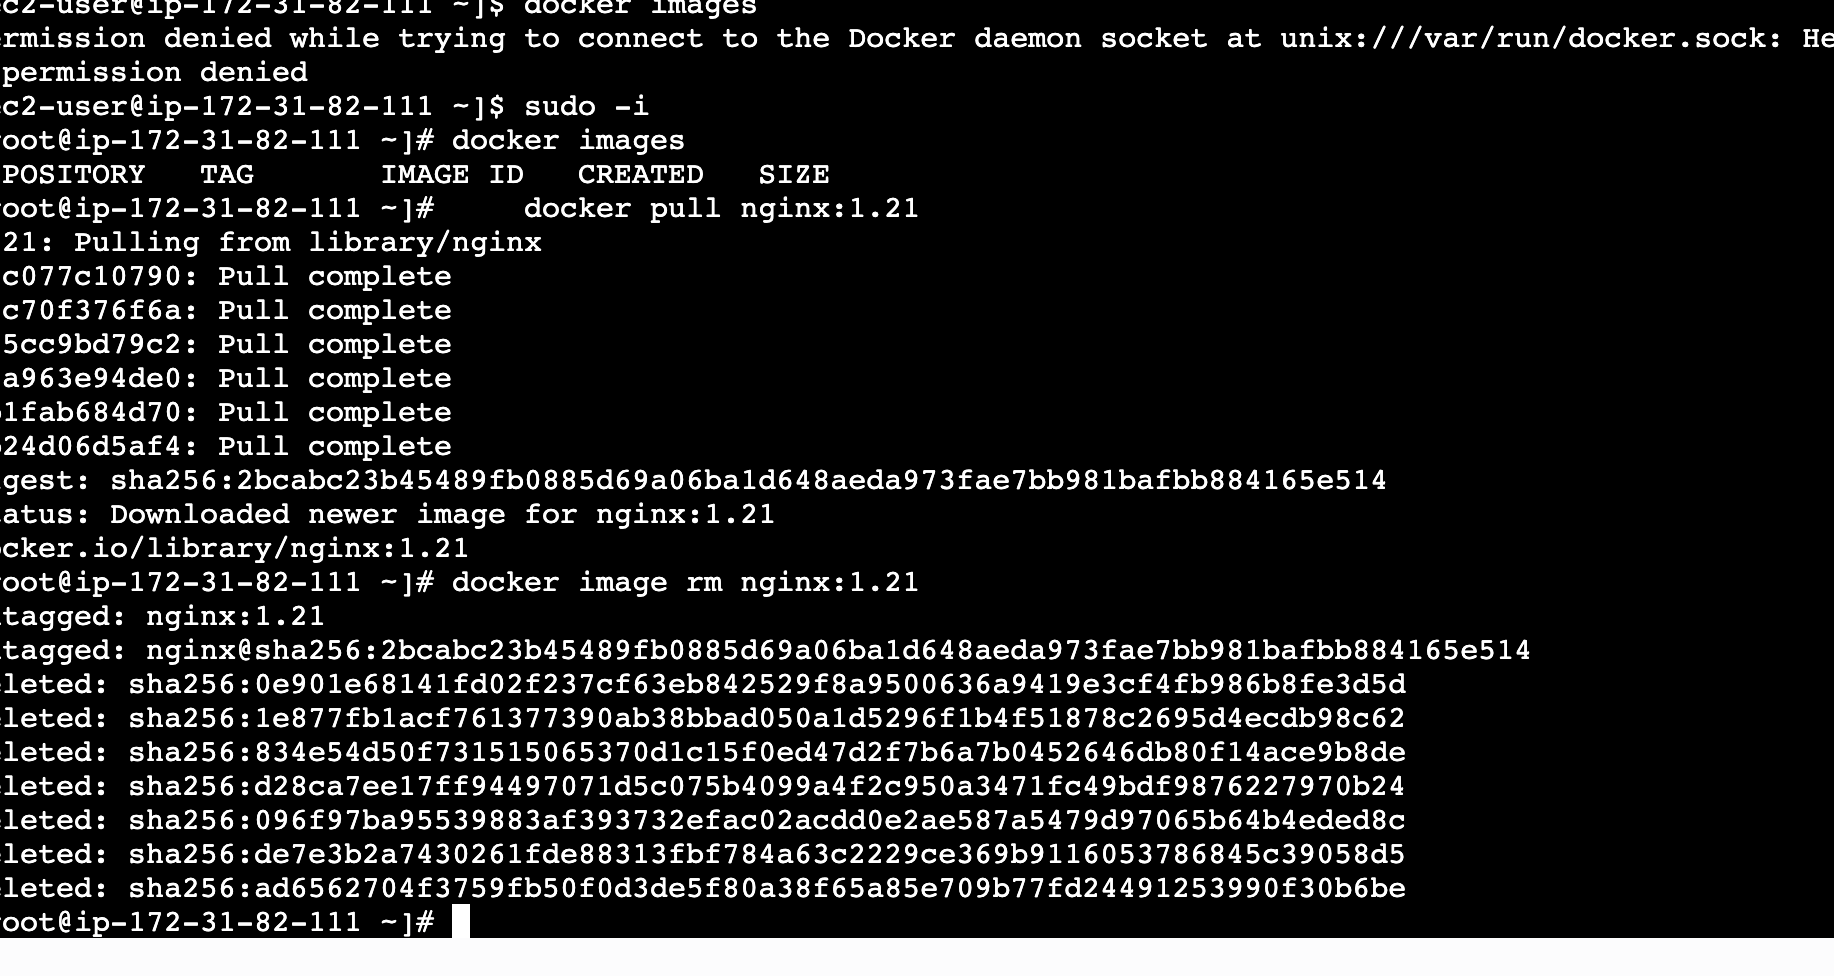 c2-user@ip-172-31-82-111 ~]$ docker images
rmission denied while trying to connect to the Docker daemon socket at unix:///var/run/docker.sock: He
permission denied
c2-user@ip-172-31-82-111 ~]$ sudo -i
oot@ip-172-31-82-111 ~]# docker images
POSITORY   TAG       IMAGE ID   CREATED   SIZE
oot@ip-172-31-82-111 ~]#     docker pull nginx:1.21
21: Pulling from library/nginx
c077c10790: Pull complete
c70f376f6a: Pull complete
5cc9bd79c2: Pull complete
a963e94de0: Pull complete
1fab684d70: Pull complete
24d06d5af4: Pull complete
gest: sha256:2bcabc23b45489fb0885d69a06ba1d648aeda973fae7bb981bafbb884165e514
atus: Downloaded newer image for nginx:1.21
cker.io/library/nginx:1.21
oot@ip-172-31-82-111 ~]# docker image rm nginx:1.21
tagged: nginx:1.21
tagged: nginx@sha256:2bcabc23b45489fb0885d69a06ba1d648aeda973fae7bb981bafbb884165e514
leted: sha256:0e901e68141fd02f237cf63eb842529f8a9500636a9419e3cf4fb986b8fe3d5d
leted: sha256:1e877fb1acf761377390ab38bbad050a1d5296f1b4f51878c2695d4ecdb98c62
leted: sha256:834e54d50f731515065370d1c15f0ed47d2f7b6a7b0452646db80f14ace9b8de
leted: sha256:d28ca7ee17ff94497071d5c075b4099a4f2c950a3471fc49bdf9876227970b24
leted: sha256:096f97ba95539883af393732efac02acdd0e2ae587a5479d97065b64b4eded8c
leted: sha256:de7e3b2a7430261fde88313fbf784a63c2229ce369b9116053786845c39058d5
leted: sha256:ad6562704f3759fb50f0d3de5f80a38f65a85e709b77fd24491253990f30b6be
oot@ip-172-31-82-111 ~]#